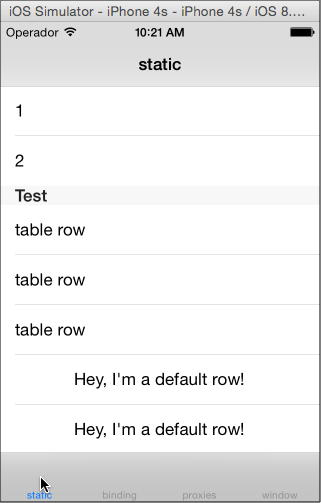 iOS Simulator - iPhone 4s - iPhone 4s / iOS 8....
Operador 10:21 AM
static
1
2
Test
table row
table row
table row
Hey, I'm a default row!
Hey, I'm a default row!
static binding proxies window